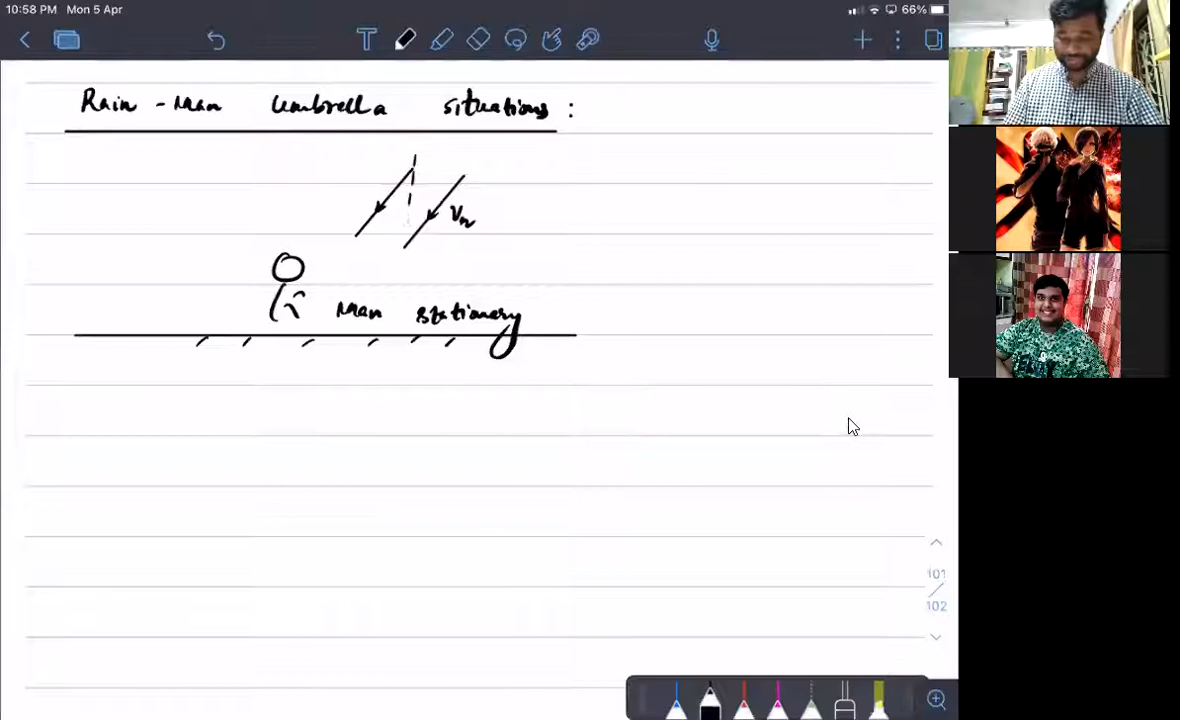 10:58 PM Mon 5 Apr
66%
Rain - Man Umbrella situations :
Vr
Man stationary
101
102